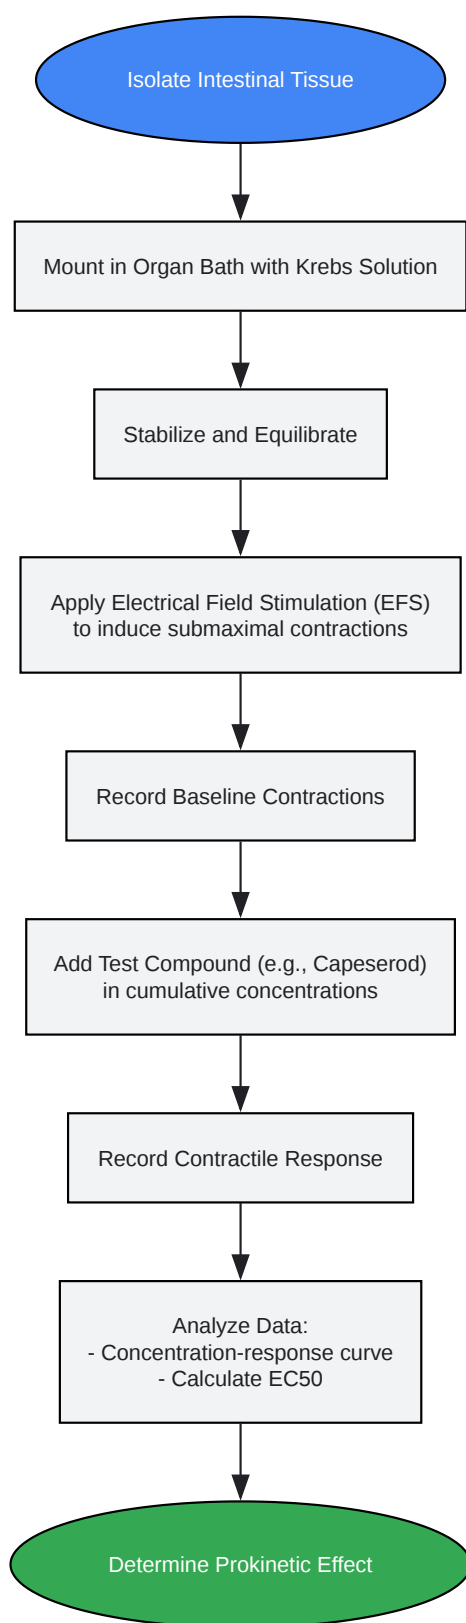 Isolate Intestinal Tissue
Mount in Organ Bath with Krebs Solution
Stabilize and Equilibrate
Apply Electrical Field Stimulation (EFS)
to induce submaximal contractions
Record Baseline Contractions
Add Test Compound (e.g., Capeserod)
in cumulative concentrations
Record Contractile Response
Analyze Data:
- Concentration-response curve
- Calculate EC50
Determine Prokinetic Effect